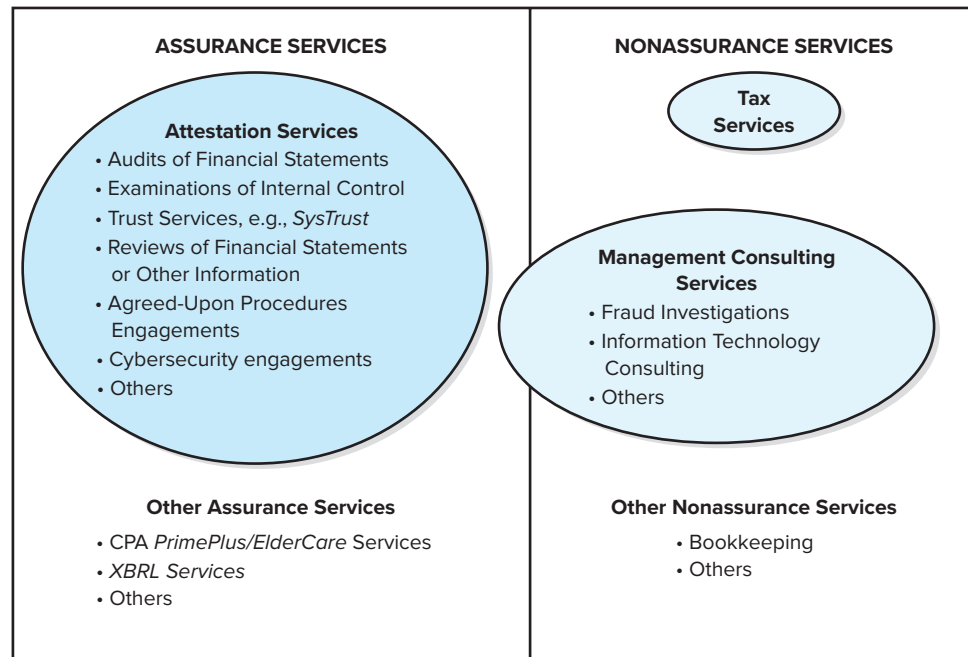 ASSURANCE SERVICES
Attestation Services
• Audits of Financial Statements
• Examinations of Internal Control
• Trust Services, e.g., SysTrust
• Reviews of Financial Statements
or Other Information
• Agreed-Upon Procedures
Engagements
• Cybersecurity engagements
• Others
Other Assurance Services
• CPA PrimePlus/ElderCare Services
• XBRL Services
• Others
NONASSURANCE SERVICES
Tax
Services
Management Consulting
Services
• Fraud Investigations
• Information Technology
Consulting
• Others
Other Nonassurance Services
• Bookkeeping
• Others